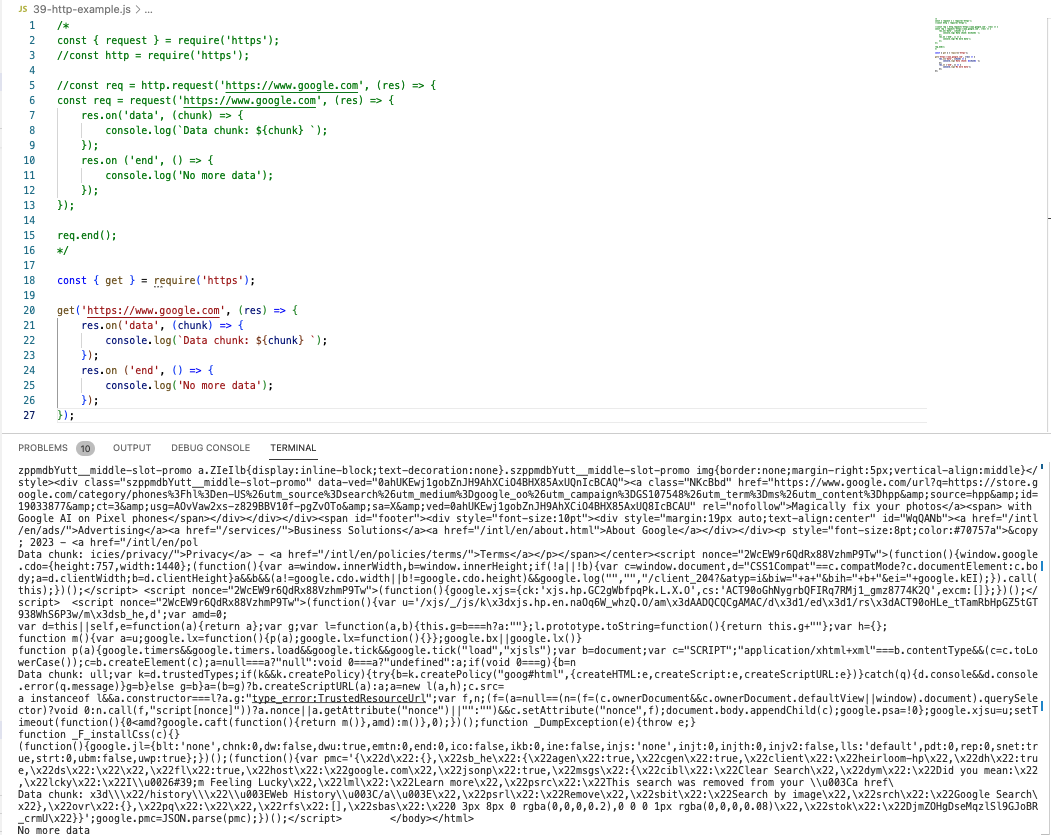 JS 39-http-example.js > ...
1 /*
2 const { request } = require('https');
3 //const http = require('https');
4
5 //const req = http.request('https://www.google.com', (res) => {
6 const req = request('https://www.google.com', (res) => {
7 res.on('data', (chunk) => {
8 console.log(`Data chunk: ${chunk} `);
9 });
10 res.on ('end', () => {
11 console.log('No more data');
12 });
13 });
14
15 req.end();
16 */
17
18 const { get } = require('https');
19
20 get('https://www.google.com', (res) => {
21 res.on('data', (chunk) => {
22 console.log(`Data chunk: ${chunk} `);
23 });
24 res.on ('end', () => {
25 console.log('No more data');
26 });
27 });
PROBLEMS 10 OUTPUT DEBUG CONSOLE TERMINAL
zppmdbYutt__middle-slot-promo a.ZIeIlb{display:inline-block;text-decoration:none}.szppmdbYutt__middle-slot-promo img{border:none;margin-right:5px;vertical-align:middle}</
style><div class="szppmdbYutt__middle-slot-promo" data-ved="0ahUKEwj1gobZnJH9AhXCiO4BHX85AxUQnIcBCAQ"><a class="NKcBbd" href="https://www.google.com/url?q=https://store.g
oogle.com/category/phones%3Fhl%3Den-US%26utm_source%3Dsearch%26utm_medium%3Dgoogle_oo%26utm_campaign%3DGS107548%26utm_term%3Dms%26utm_content%3Dhpp&amp;source=hpp&amp;id=
19033877&amp;ct=3&amp;usg=AOvVaw2xs-z829BBV10f-pgZvOTo&amp;sa=X&amp;ved=0ahUKEwj1gobZnJH9AhXCiO4BHX85AxUQ8IcBCAU" rel="nofollow">Magically fix your photos</a><span> with
Google AI on Pixel phones</span></div></div></div><span id="footer"><div style="font-size:10pt"><div style="margin:19px auto;text-align:center" id="WqQANb"><a href="/intl
/en/ads/">Advertising</a><a href="/services/">Business Solutions</a><a href="/intl/en/about.html">About Google</a></div></div><p style="font-size:8pt;color:#70757a">&copy
; 2023 - <a href="/intl/en/pol
Data chunk: icies/privacy/">Privacy</a> - <a href="/intl/en/policies/terms/">Terms</a></p></span></center><script nonce="2WcEW9r6QdRx88VzhmP9Tw">(function(){window.google
.cdo={height:757,width:1440};(function(){var a=window.innerWidth,b=window.innerHeight;if(!a||!b){var c=window.document,d="CSS1Compat"==c.compatMode?c.documentElement:c.bo
dy;a=d.clientWidth;b=d.clientHeight}a&&b&&(a!=google.cdo.width||b!=google.cdo.height)&&google.log("","","/client_204?&atyp=i&biw="+a+"&bih="+b+"&ei="+google.kEI);}).call(
this);})();</script> <script nonce="2WcEW9r6QdRx88VzhmP9Tw">(function(){google.xjs={ck:'xjs.hp.GC2gWbfpqPk.L.X.O',cs:'ACT90oGhNygrbQFIRq7RMj1_gmz8774K2Q',excm:[]};})();</
script> <script nonce="2WcEW9r6QdRx88VzhmP9Tw">(function(){var u='/xjs/_/js/k\x3dxjs.hp.en.naOq6W_whzQ.O/am\x3dAADQCQCgAMAC/d\x3d1/ed\x3d1/rs\x3dACT90oHLe_tTamRbHpGZ5tGT
938WhS6P3w/m\x3dsb_he,d';var amd=0;
var d=this||self,e=function(a){return a};var g;var l=function(a,b){this.g=b===h?a:""};l.prototype.toString=function(){return this.g+""};var h={};
function m(){var a=u;google.lx=function(){p(a);google.lx=function(){}};google.bx||google.lx()}
function p(a){google.timers&&google.timers.load&&google.tick&&google.tick("load","xjsls");var b=document;var c="SCRIPT";"application/xhtml+xml"===b.contentType&&(c=c.toLo
werCase());c=b.createElement(c);a=null===a?"null":void 0===a?"undefined":a;if(void 0===g){b=n
Data chunk: ull;var k=d.trustedTypes;if(k&&k.createPolicy){try{b=k.createPolicy("goog#html",{createHTML:e,createScript:e,createScriptURL:e})}catch(q){d.console&&d.console
.error(q.message)}g=b}else g=b}a=(b=g)?b.createScriptURL(a):a;a=new l(a,h);c.src=
a instanceof l&&a.constructor===l?a.g:"type_error:TrustedResourceUrl";var f,n;(f=(a=null==(n=(f=(c.ownerDocument&&c.ownerDocument.defaultView||window).document).querySele
ctor)?void 0:n.call(f,"script[nonce]"))?a.nonce||a.getAttribute("nonce")||"":"")&&c.setAttribute("nonce",f);document.body.appendChild(c);google.psa=!0};google.xjsu=u;setT
imeout(function(){0<amd?google.caft(function(){return m()},amd):m()},0);})();function _DumpException(e){throw e;}
function _F_installCss(c){}
(function(){google.jl={blt:'none',chnk:0,dw:false,dwu:true,emtn:0,end:0,ico:false,ikb:0,ine:false,injs:'none',injt:0,injth:0,injv2:false,lls:'default',pdt:0,rep:0,snet:true
,strt:0,ubm:false,uwp:true};})();(function(){var pmc='{\x22d\x22:{},\x22sb_he\x22:{\x22agen\x22:true,\x22cgen\x22:true,\x22client\x22:\x22heirloom-hp\x22,\x22dh\x22:tru
e,\x22ds\x22:\x22\x22,\x22fl\x22:true,\x22host\x22:\x22google.com\x22,\x22jsonp\x22:true,\x22msgs\x22:{\x22cibl\x22:\x22Clear Search\x22,\x22dym\x22:\x22Did you mean:\x22
,\x22lcky\x22:\x22I\\u0026#39;m Feeling Lucky\x22,\x22lml\x22:\x22Learn more\x22,\x22psrc\x22:\x22This search was removed from your \\u003Ca href\
Data chunk: x3d\\\x22/history\\\x22\\u003EWeb History\\u003C/a\\u003E\x22,\x22psrl\x22:\x22Remove\x22,\x22sbit\x22:\x22Search by image\x22,\x22srch\x22:\x22Google Search\
x22},\x22ovr\x22:{},\x22pq\x22:\x22\x22,\x22rfs\x22:[],\x22sbas\x22:\x220 3px 8px 0 rgba(0,0,0,0.2),0 0 0 1px rgba(0,0,0,0.08)\x22,\x22stok\x22:\x22DjmZOHgDseMqzlSl9GJoBR
_crmU\x22}}';google.pmc=JSON.parse(pmc);})();</script> </body></html>
No more data